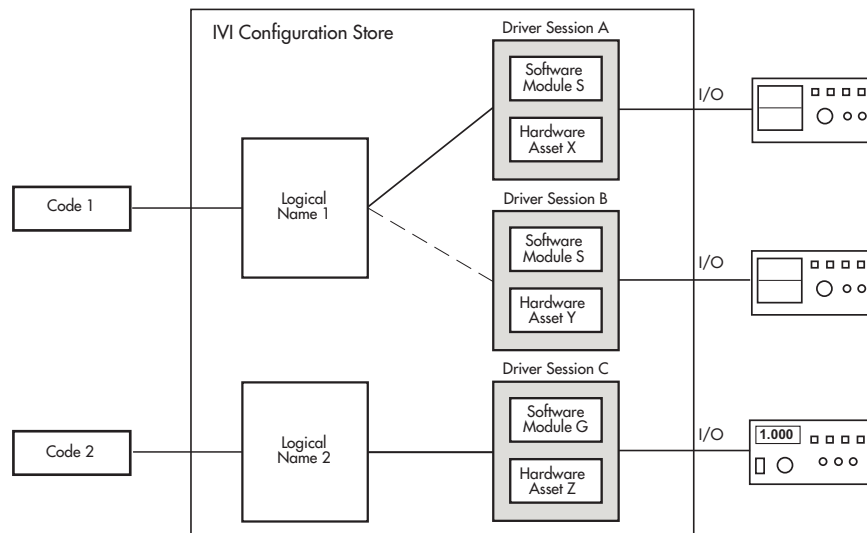 IVI Configuration Store
Driver Session A
Software
Module S
Hardware
Asset X
I/O
Code 1
Logical
Name 1
Driver Session B
Software
Module S
Hardware
Asset Y
I/O
Driver Session C
Software
Module G
Hardware
Asset Z
I/O
1.000
Code 2
Logical
Name 2